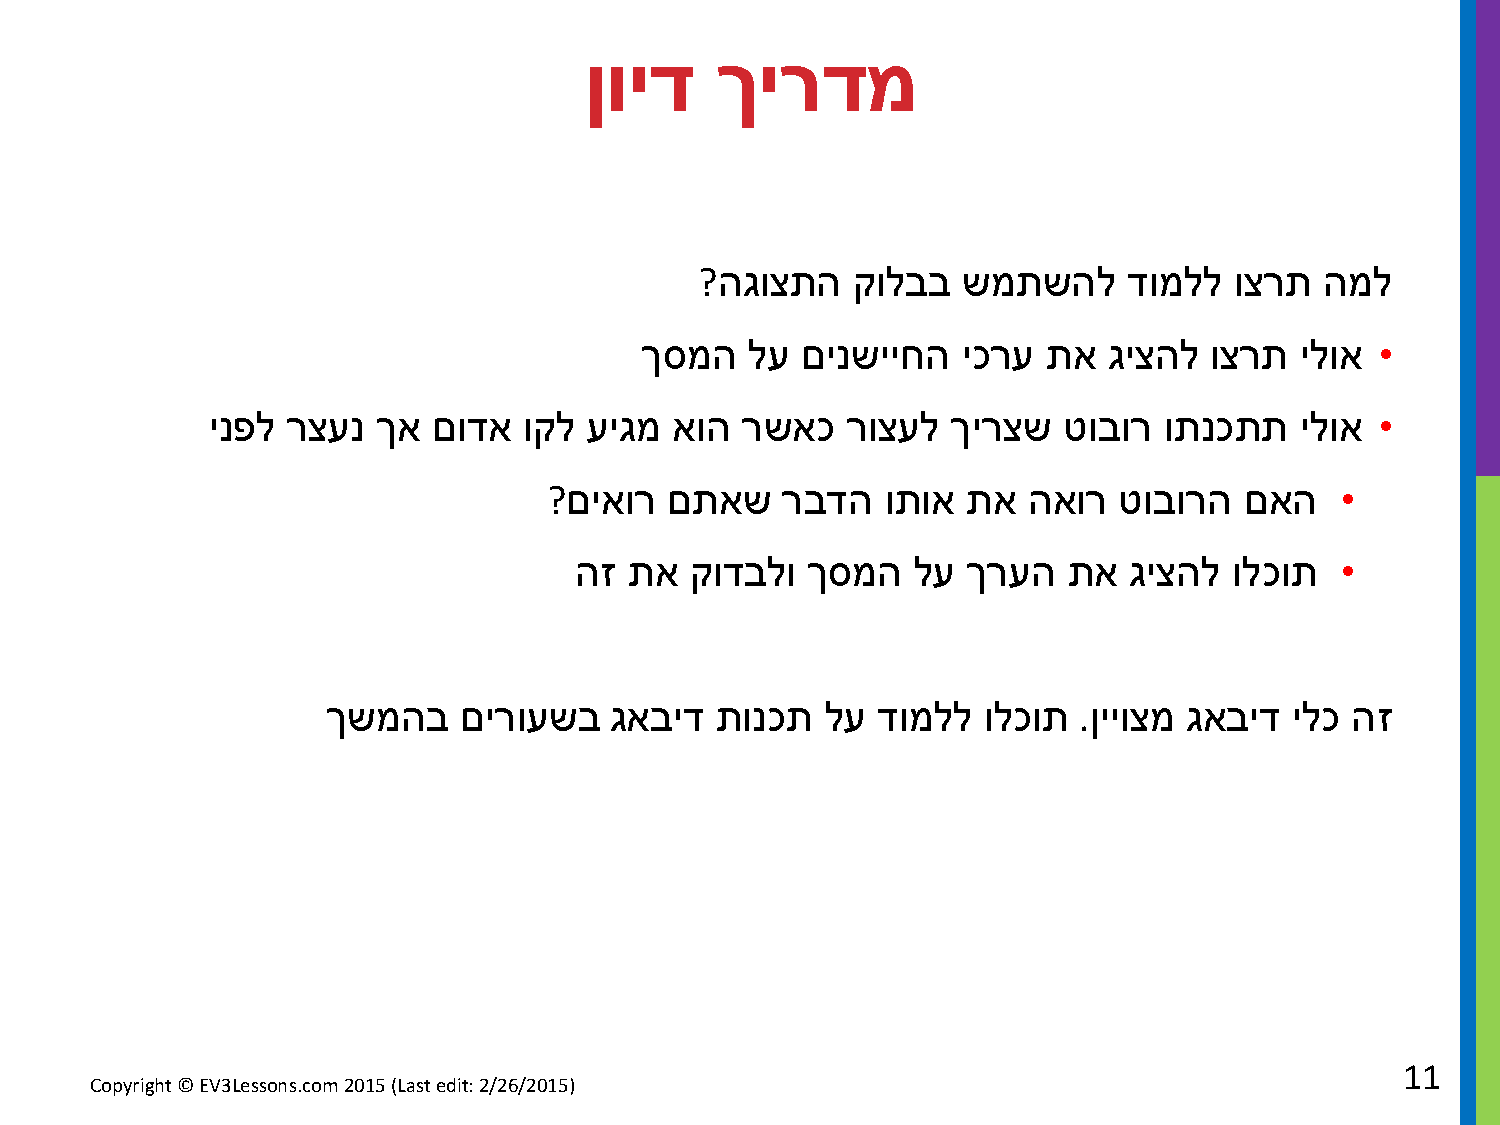 מדריך דיון
למה תרצו ללמוד להשתמש בבלוק התצוגה?
• אולי תרצו להציג את ערכי החיישנים על המסך
• אולי תתכנתו רובוט שצריך לעצור כאשר הוא מגיע לקו אדום אך נעצר לפני
• האם הרובוט רואה את אותו הדבר שאתם רואים?
• תוכלו להציג את הערך על המסך ולבדוק את זה
זה כלי דיבאג מצויין. תוכלו ללמוד על תכנות דיבאג בשעורים בהמשך
Copyright © EV3Lessons.com 2015 (Last edit: 2/26/2015)
11